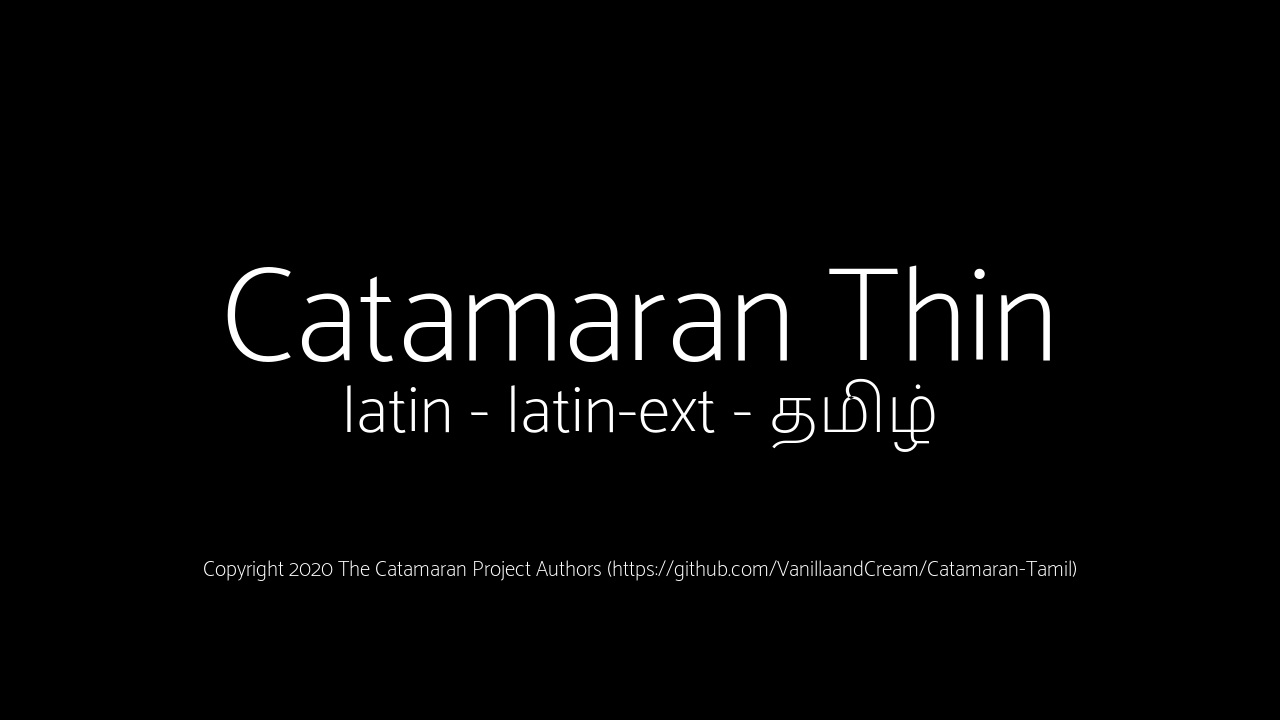 Catamaran Thin
latin - latin-ext - தமிழ்
Copyright 2020 The Catamaran Project Authors (https://github.com/VanillaandCream/Catamaran-Tamil)